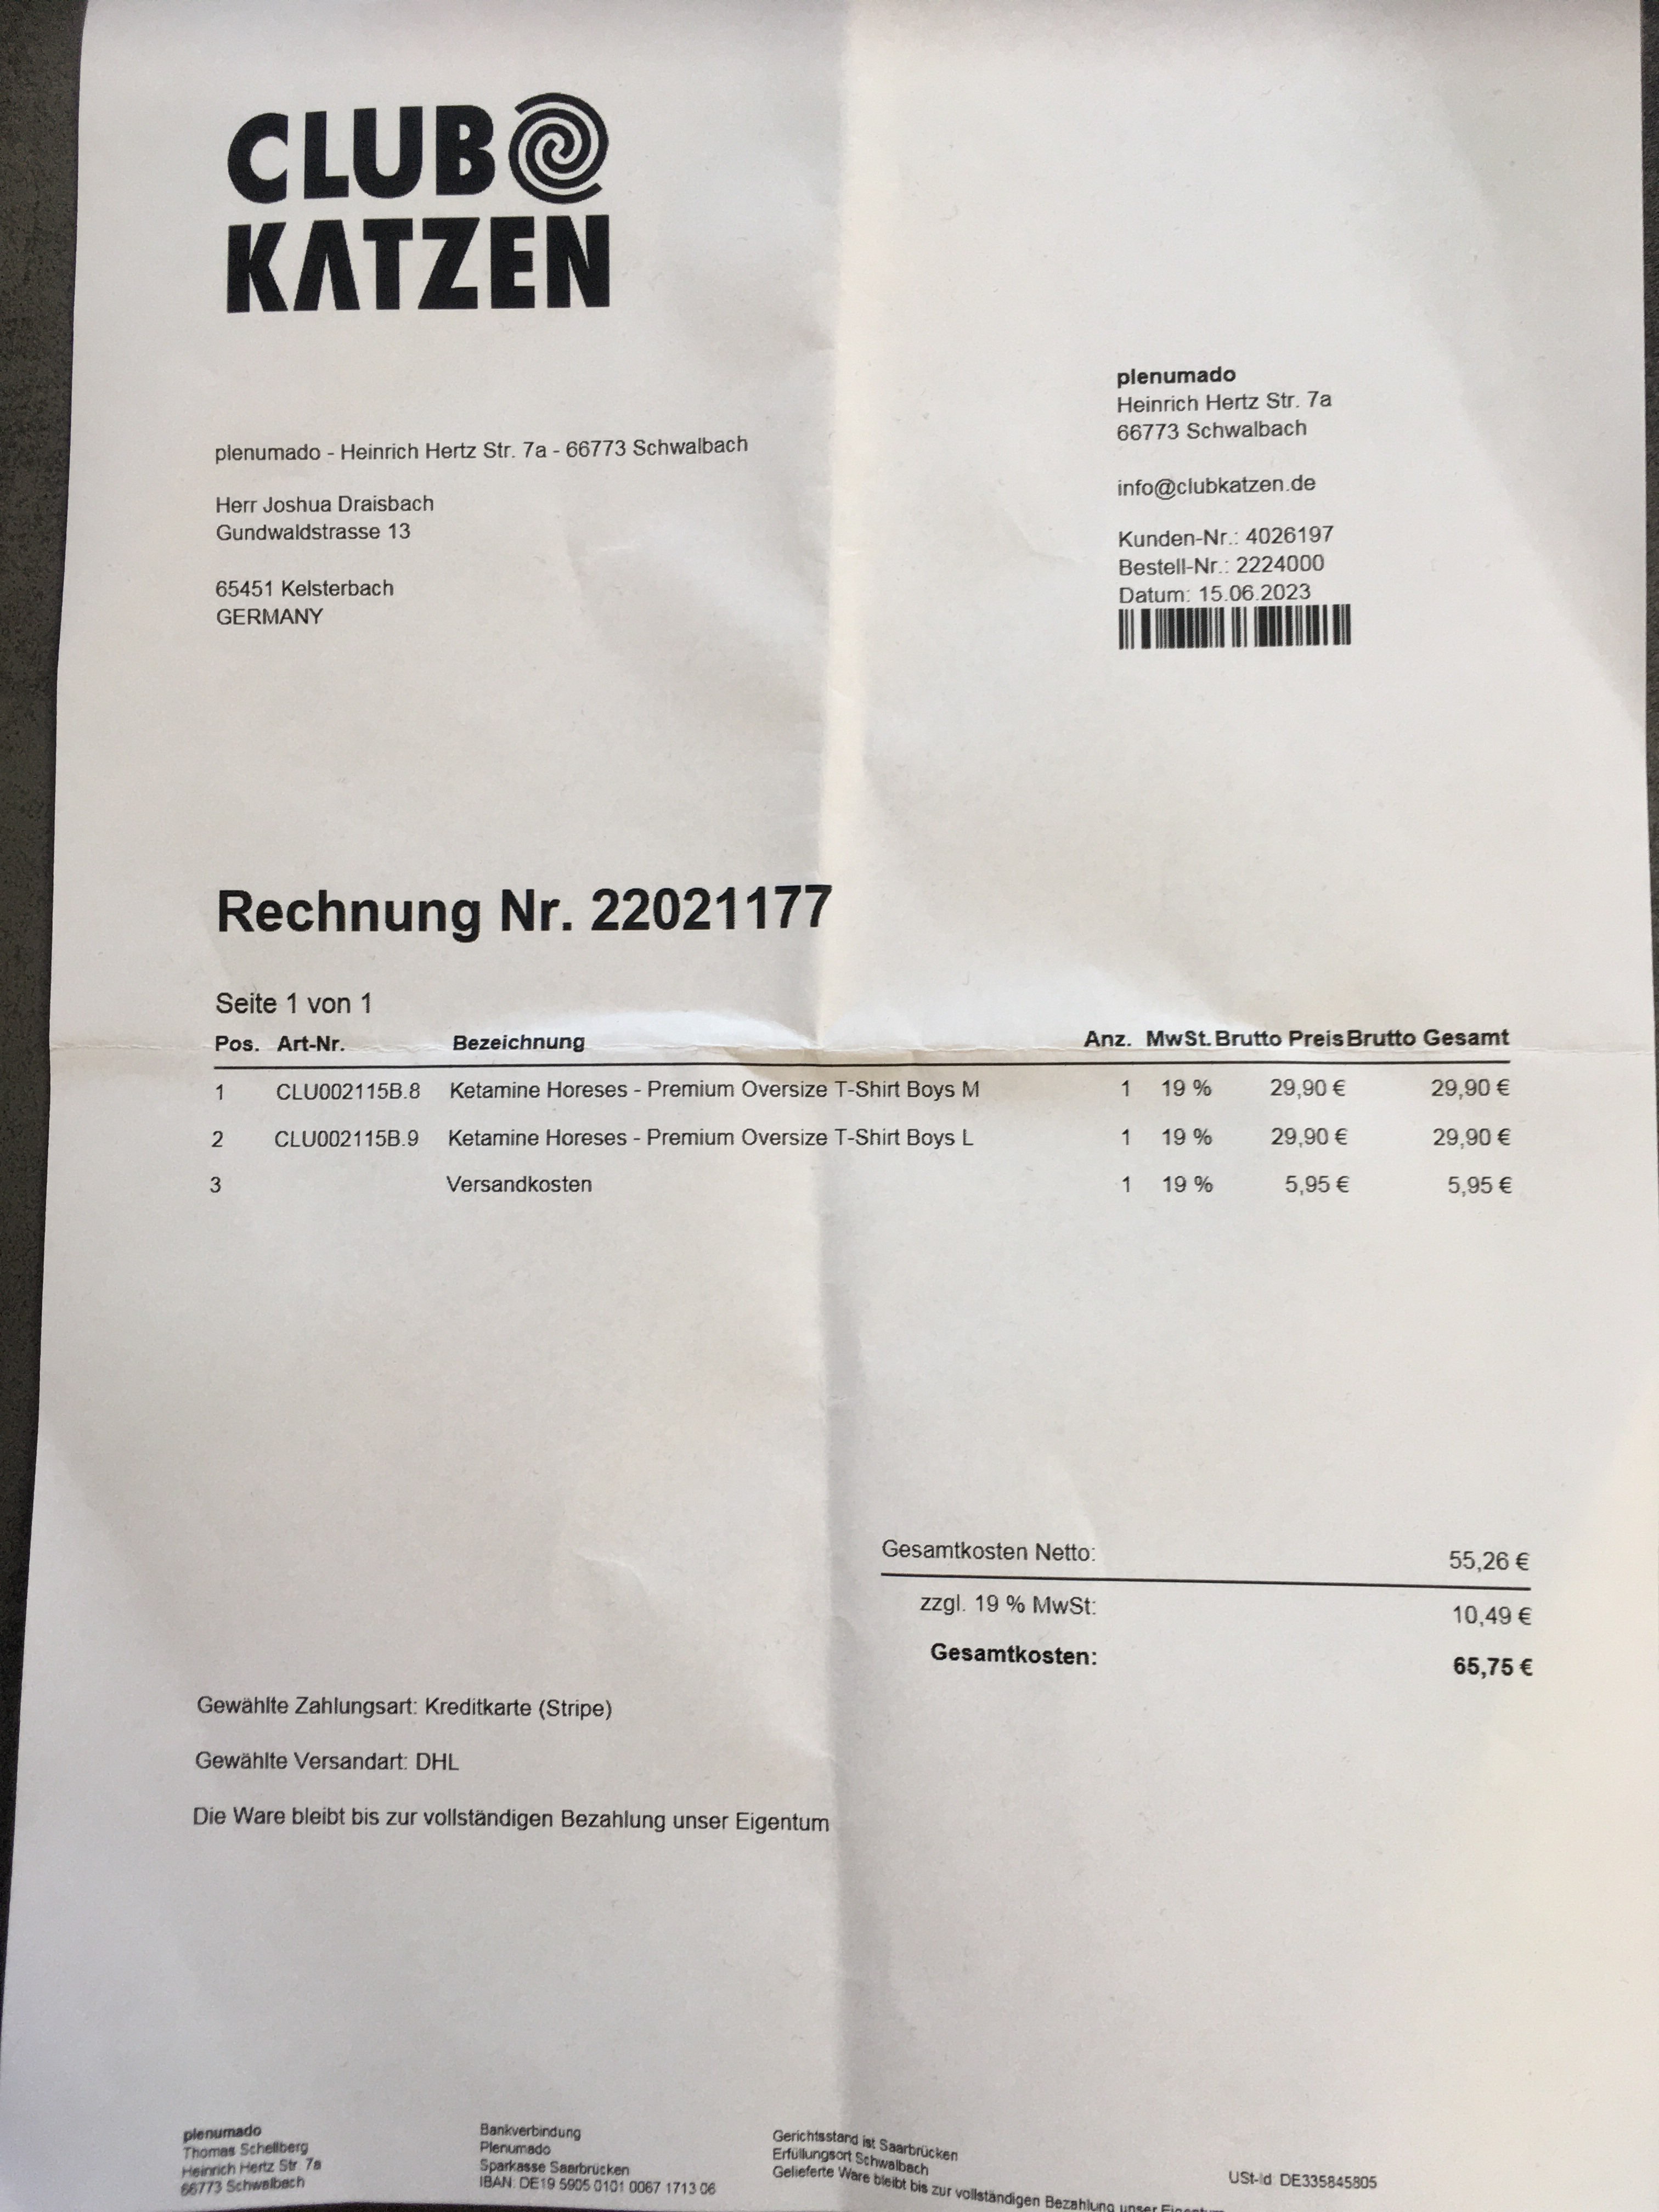 CLUB
KATZEN
plenumado
Heinrich Hertz Str. 7a
66773 Schwalbach
info@clubkatzen.de
Kunden-Nr.: 4026197
Bestell-Nr.: 2224000
Datum: 15.06.2023
plenumado - Heinrich Hertz Str. 7a - 66773 Schwalbach
Herr Joshua Draisbach
Gundwaldstrasse 13
65451 Kelsterbach
GERMANY
Rechnung Nr. 22021177
Seite 1 von 1
Pos. Art-Nr. Bezeichnung Anz. MwSt. Brutto Preis Brutto Gesamt
1 CLU002115B.8 Ketamine Horeses - Premium Oversize T-Shirt Boys M 1 19 % 29,90 € 29,90 €
2 CLU002115B.9 Ketamine Horeses - Premium Oversize T-Shirt Boys L 1 19 % 29,90 € 29,90 €
3 Versandkosten 1 19 % 5,95 € 5,95 €
Gesamtkosten Netto: 55,26 €
zzgl. 19 % MwSt: 10,49 €
Gesamtkosten: 65,75 €
Gewählte Zahlungsart: Kreditkarte (Stripe)
Gewählte Versandart: DHL
Die Ware bleibt bis zur vollständigen Bezahlung unser Eigentum
plenumado
Thomas Schellberg
Heinrich Hertz Str. 7a
66773 Schwalbach
Bankverbindung
Plenumado
Sparkasse Saarbrücken
IBAN: DE19 5905 0101 0067 1713 06
Gerichtsstand ist Saarbrücken
Erfüllungsort Schwalbach
Gelieferte Ware bleibt bis zur vollständigen Bezahlung unser
USt-Id DE335845805